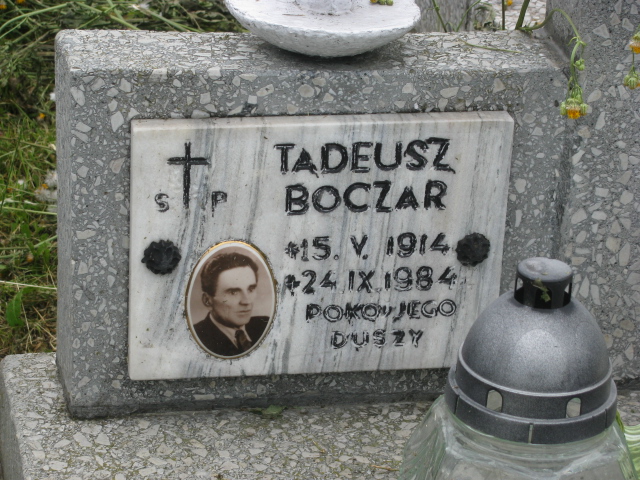 S P
TADEUSZ
BOCZAR
*15. V. 1914
+24 IX. 1984
POKÓJ JEGO
DUSZY